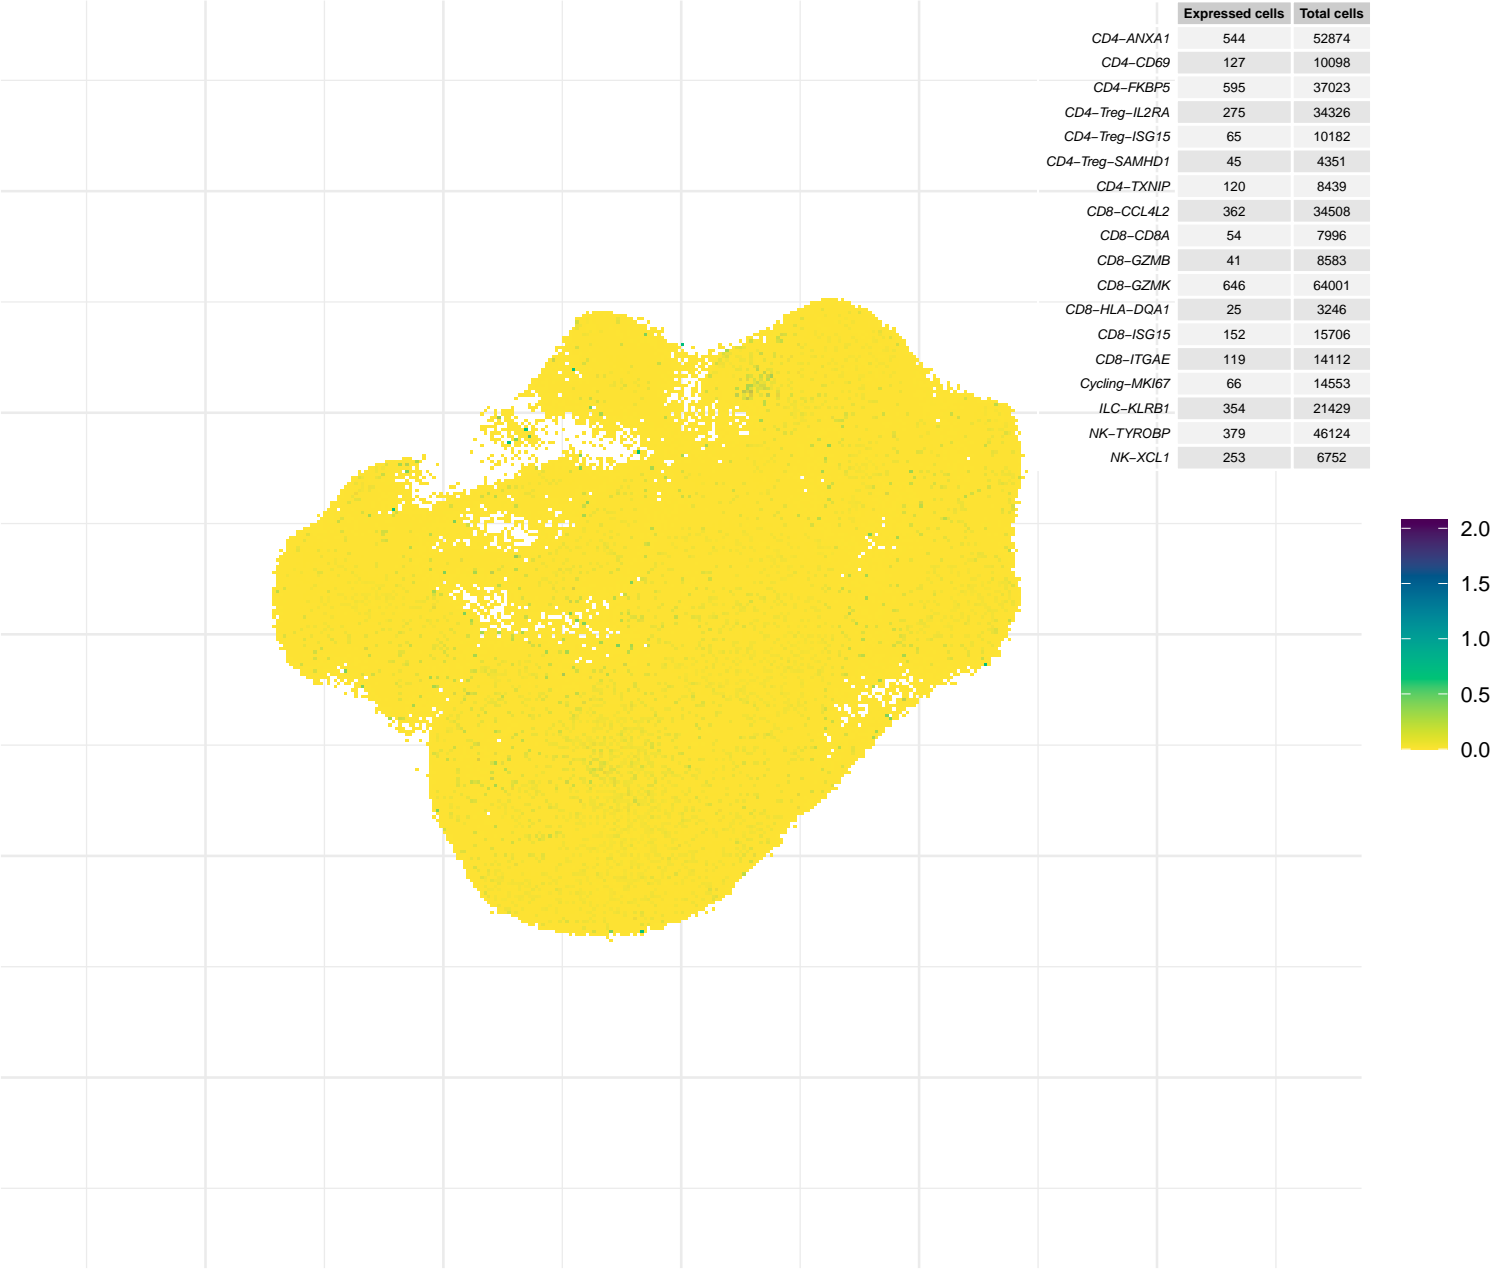 Expressed cells Total cells
CD4−ANXA1 544 52874
CD4−CD69 127 10098
CD4−FKBP5 595 37023
CD4−Treg−IL2RA 275 34326
CD4−Treg−ISG15 65 10182
CD4−Treg−SAMHD1 45 4351
CD4−TXNIP 120 8439
CD8−CCL4L2 362 34508
CD8−CD8A 54 7996
CD8−GZMB 41 8583
CD8−GZMK 646 64001
CD8−HLA−DQA1 25 3246
CD8−ISG15 152 15706
CD8−ITGAE 119 14112
Cycling−MKI67 66 14553
ILC−KLRB1 354 21429
NK−TYROBP 379 46124
NK−XCL1 253 6752
2.0
1.5
1.0
0.5
0.0